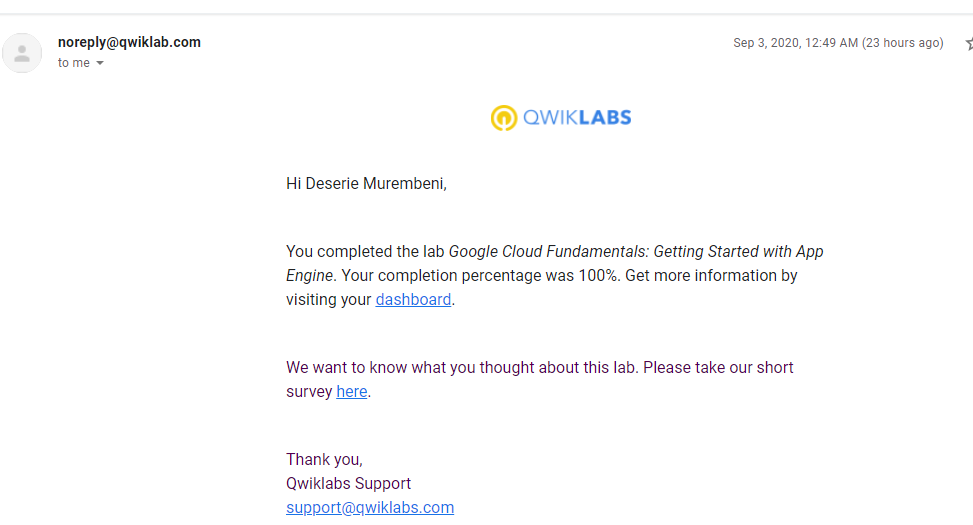 noreply@qwiklab.com
Sep 3, 2020, 12:49 AM (23 hours ago)
to me
QWIKLABS
Hi Deserie Murembeni,
You completed the lab Google Cloud Fundamentals: Getting Started with App
Engine. Your completion percentage was 100%. Get more information by
visiting your dashboard.
We want to know what you thought about this lab. Please take our short
survey here.
Thank you,
Qwiklabs Support
support@qwiklabs.com